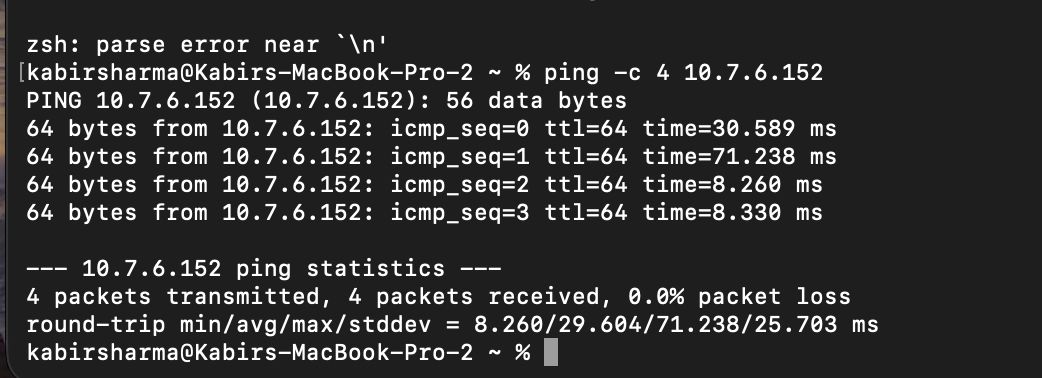 zsh: parse error near `\n'
[kabirsharma@Kabirs-MacBook-Pro-2 ~ % ping -c 4 10.7.6.152
PING 10.7.6.152 (10.7.6.152): 56 data bytes
64 bytes from 10.7.6.152: icmp_seq=0 ttl=64 time=30.589 ms
64 bytes from 10.7.6.152: icmp_seq=1 ttl=64 time=71.238 ms
64 bytes from 10.7.6.152: icmp_seq=2 ttl=64 time=8.260 ms
64 bytes from 10.7.6.152: icmp_seq=3 ttl=64 time=8.330 ms
--- 10.7.6.152 ping statistics ---
4 packets transmitted, 4 packets received, 0.0% packet loss
round-trip min/avg/max/stddev = 8.260/29.604/71.238/25.703 ms
kabirsharma@Kabirs-MacBook-Pro-2 ~ %